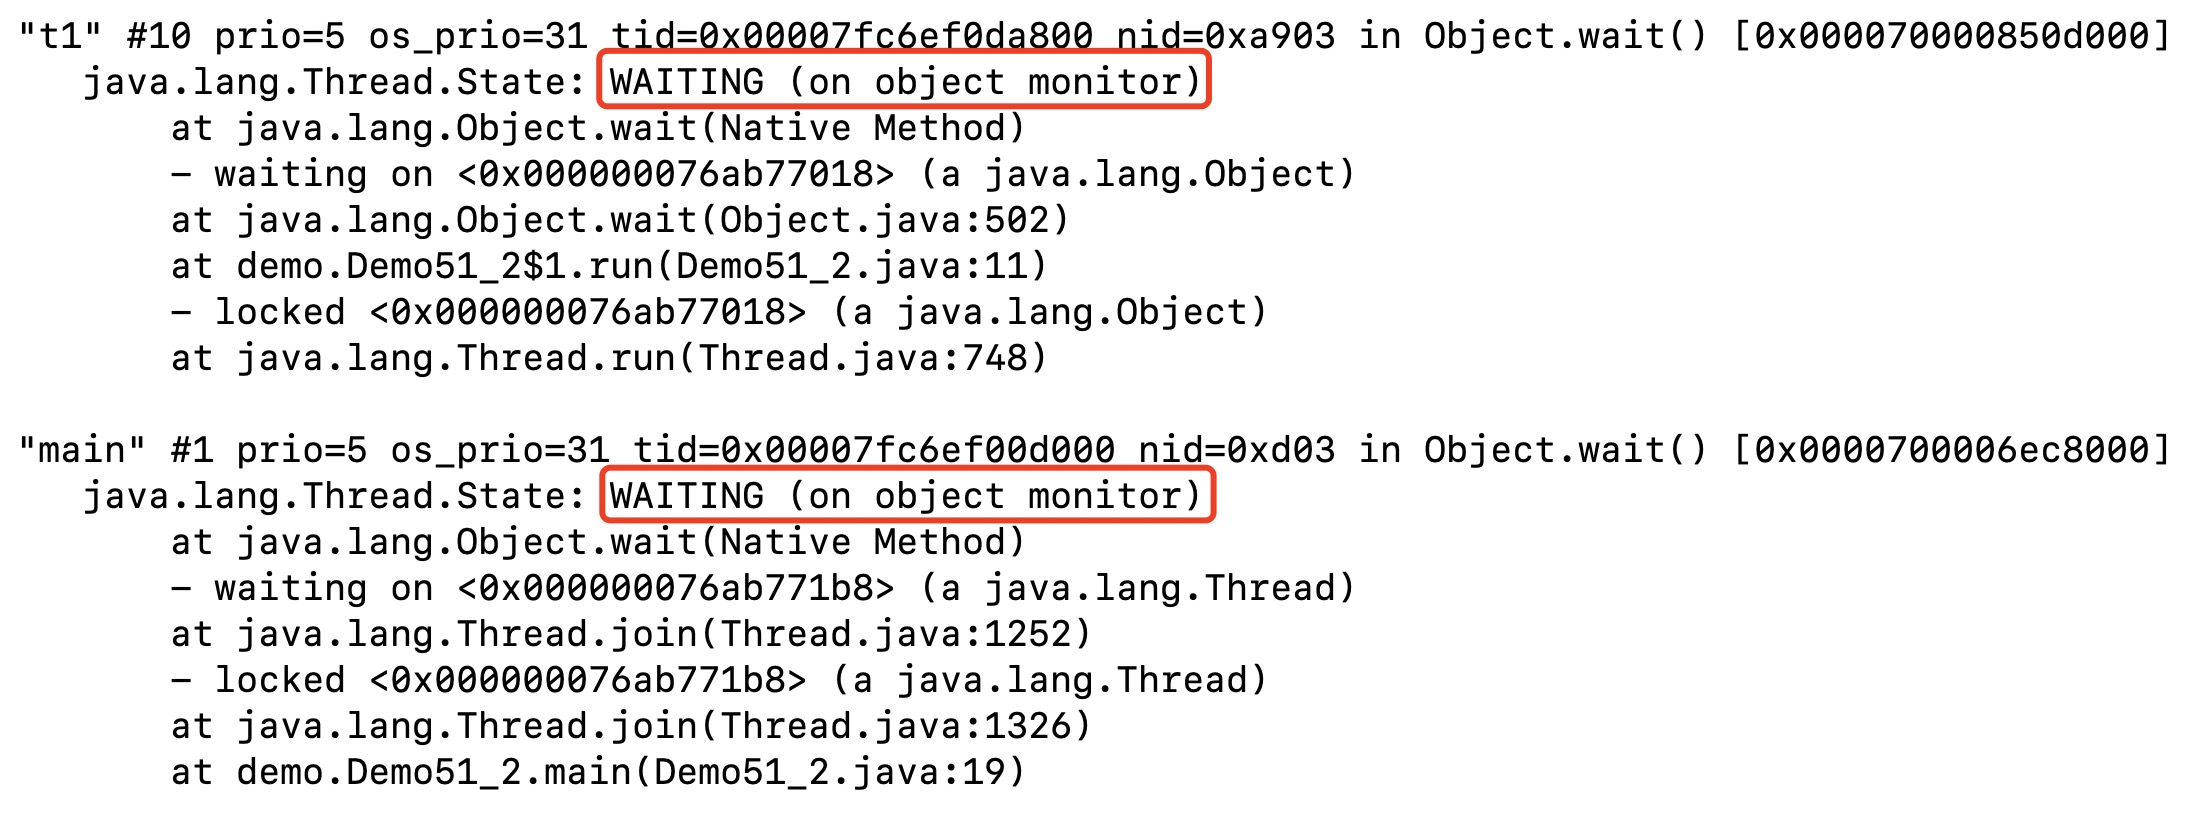 "t1" #10 prio=5 os_prio=31 tid=0x00007fc6ef0da800 nid=0xa903 in Object.wait() [0x000070000850d000]
java.lang.Thread.State: WAITING (on object monitor)
at java.lang.Object.wait(Native Method)
– waiting on <0x000000076ab77018> (a java.lang.Object)
at java.lang.Object.wait(Object.java:502)
at demo.Demo51_2$1.run(Demo51_2.java:11)
– locked <0x000000076ab77018> (a java.lang.Object)
at java.lang.Thread.run(Thread.java:748)
"main" #1 prio=5 os_prio=31 tid=0x00007fc6ef00d000 nid=0xd03 in Object.wait() [0x0000700006ec8000]
java.lang.Thread.State: WAITING (on object monitor)
at java.lang.Object.wait(Native Method)
– waiting on <0x000000076ab771b8> (a java.lang.Thread)
at java.lang.Thread.join(Thread.java:1252)
– locked <0x000000076ab771b8> (a java.lang.Thread)
at java.lang.Thread.join(Thread.java:1326)
at demo.Demo51_2.main(Demo51_2.java:19)